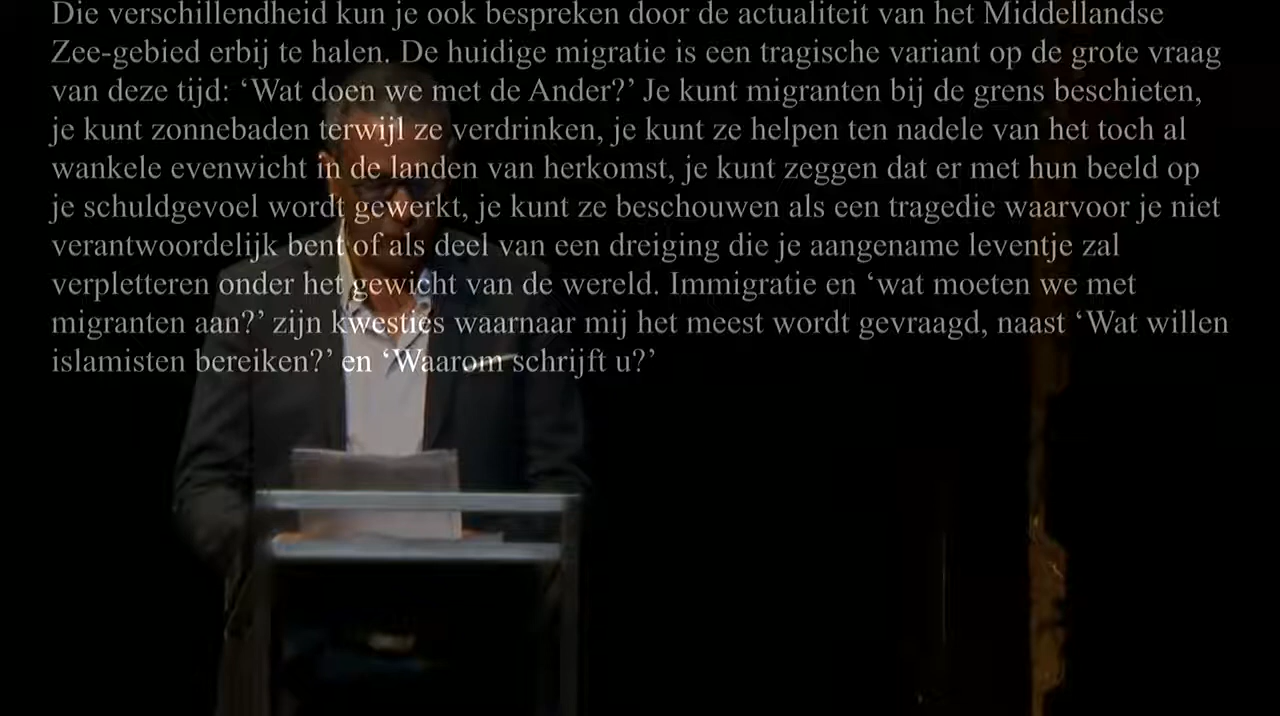 Die verschillendheid kun je ook bespreken door de actualiteit van het Middellandse
Zee-gebied erbij te halen. De huidige migratie is een tragische variant op de grote vraag
van deze tijd: ‘Wat doen we met de Ander?’ Je kunt migranten bij de grens beschieten,
je kunt zonnebaden terwijl ze verdrinken, je kunt ze helpen ten nadele van het toch al
wankele evenwicht in de landen van herkomst, je kunt zeggen dat er met hun beeld op
je schuldgevoel wordt gewerkt, je kunt ze beschouwen als een tragedie waarvoor je niet
verantwoordelijk bent of als deel van een dreiging die je aangename leventje zal
verpletteren onder het gewicht van de wereld. Immigratie en ‘wat moeten we met
migranten aan?’ zijn kwesties waarnaar mij het meest wordt gevraagd, naast ‘Wat willen
islamisten bereiken?’ en ‘Waarom schrijft u?’